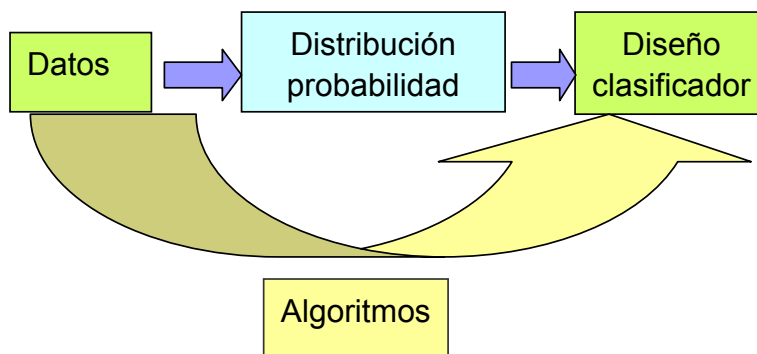 Datos
Distribución
probabilidad
Diseño
clasificador
Algoritmos